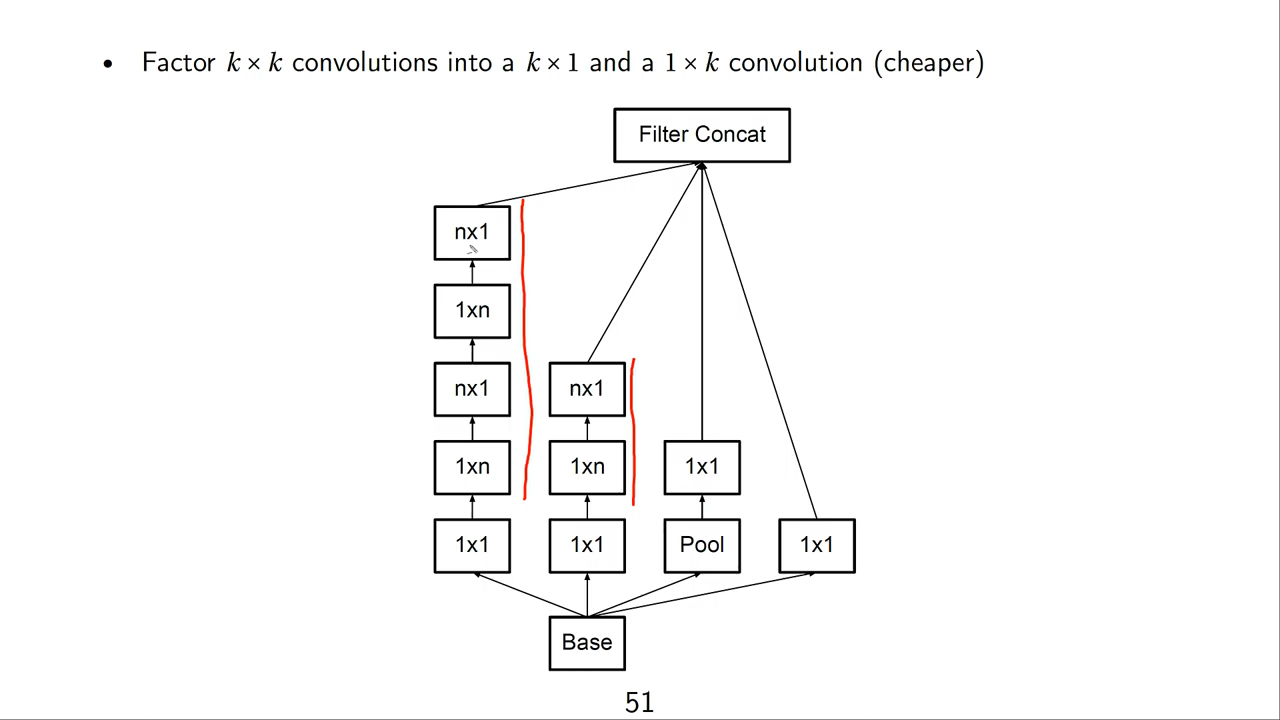 • Factor k × k convolutions into a k × 1 and a 1 × k convolution (cheaper)
Filter Concat
nx1
1xn
nx1
nx1
1xn
1xn
1x1
1x1
1x1
Pool
1x1
Base
51